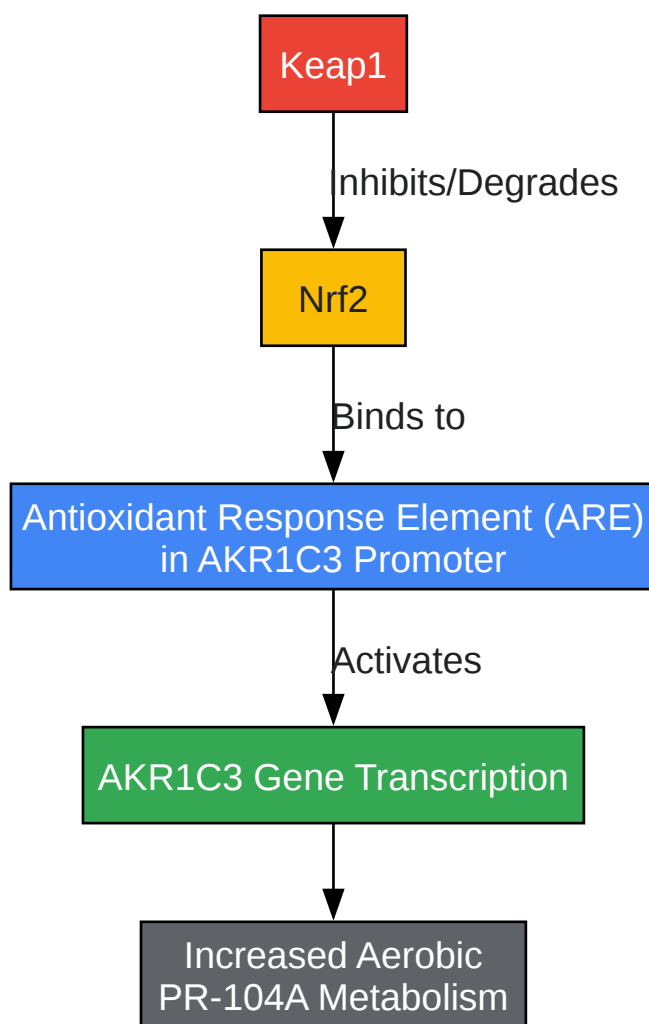 Keap1
Inhibits/Degrades
Nrf2
Binds to
Antioxidant Response Element (ARE)
in AKR1C3 Promoter
Activates
AKR1C3 Gene Transcription
Increased Aerobic
PR-104A Metabolism